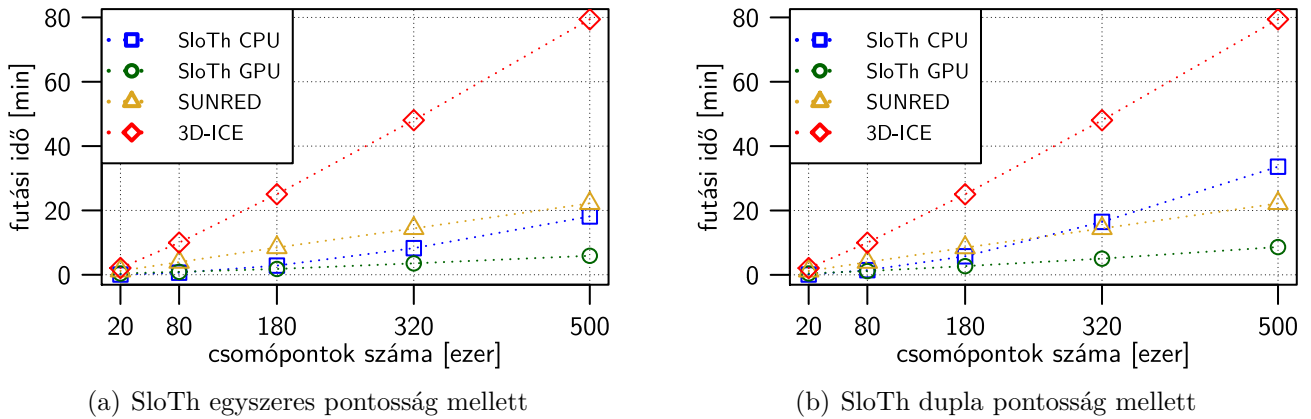 80
60
40
20
0
futási idő [min]
SloTh CPU
SloTh GPU
SUNRED
3D-ICE
20 80 180 320 500
csomópontok száma [ezer]
(a) SloTh egyszeres pontosság mellett
80
60
40
20
0
futási idő [min]
SloTh CPU
SloTh GPU
SUNRED
3D-ICE
20 80 180 320 500
csomópontok száma [ezer]
(b) SloTh dupla pontosság mellett